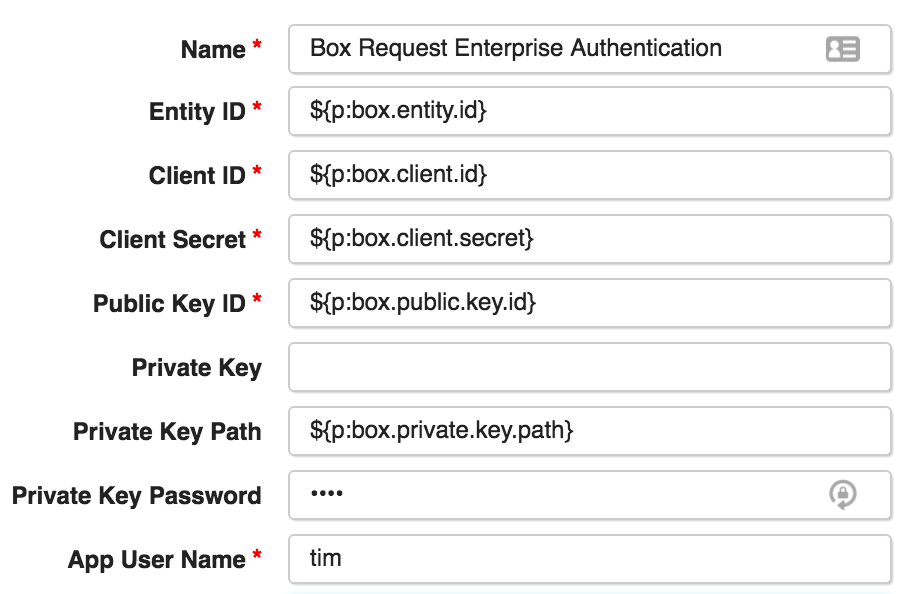 Name * Box Request Enterprise Authentication
Entity ID * ${p:box.entity.id}
Client ID * ${p:box.client.id}
Client Secret * ${p:box.client.secret}
Public Key ID * ${p:box.public.key.id}
Private Key
Private Key Path ${p:box.private.key.path}
Private Key Password ••••
App User Name * tim